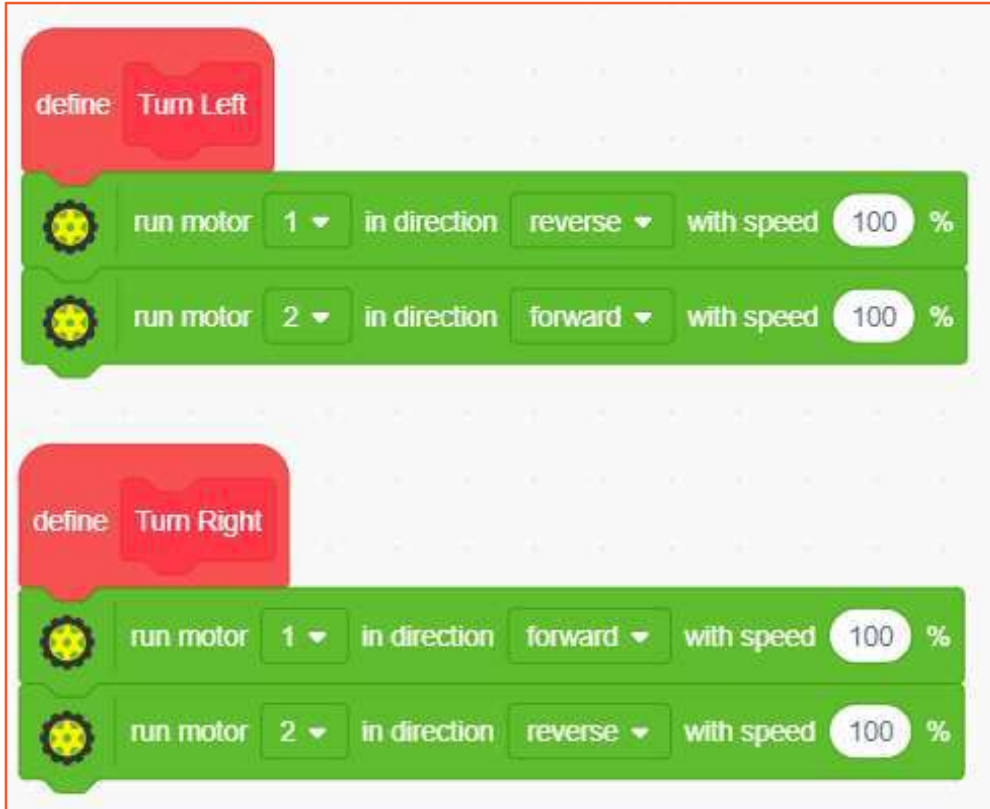 define Turn Left
run motor 1 in direction reverse with speed 100 %
run motor 2 in direction forward with speed 100 %
define Turn Right
run motor 1 in direction forward with speed 100 %
run motor 2 in direction reverse with speed 100 %